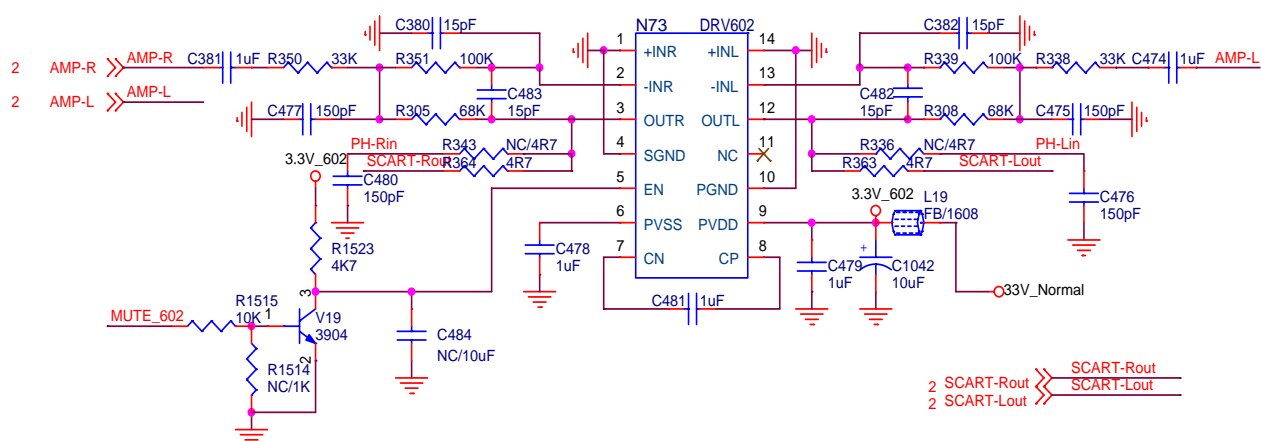 C380 15pF
N73 DRV602
C382 15pF
1 +INR +INL 14
2 AMP-R AMP-R C381 1uF R350 33K R351 100K
R339 100K R338 33K C474 1uF AMP-L
2 -INR -INL 13
2 AMP-L AMP-L
C483 15pF
C482 15pF
C477 150pF R305 68K
3 OUTR OUTL 12
R308 68K C475 150pF
PH-Rin R343 NC/4R7
4 SGND NC 11
R336 NC/4R7 PH-Lin
3.3V_602 SCART-Rout R364 4R7
R363 4R7 SCART-Lout
C480 150pF
5 EN PGND 10
3.3V_602 L19 FB/1608
C476 150pF
6 PVSS PVDD 9
R1523 4K7
C478 1uF
7 CN CP 8
C479 1uF
+ C1042 10uF
C481 1uF
33V_Normal
MUTE_602 R1515 10K 1 3 V19 3904 2
C484 NC/10uF
R1514 NC/1K
2 SCART-Rout SCART-Rout
2 SCART-Lout SCART-Lout